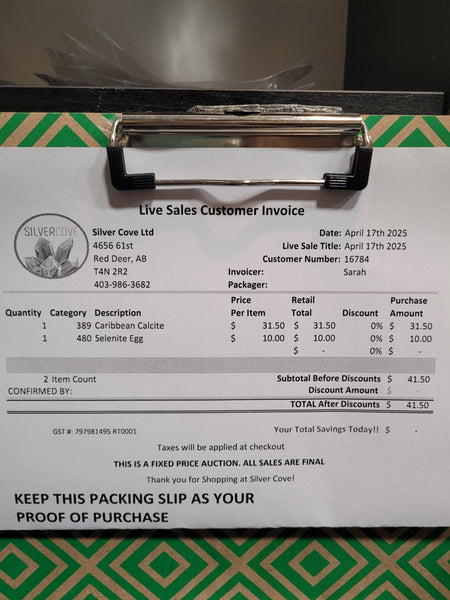 Live Sales Customer Invoice
SILVERCOVE
Silver Cove Ltd
4656 61st
Red Deer, AB
T4N 2R2
403-986-3682
Date: April 17th 2025
Live Sale Title: April 17th 2025
Customer Number: 16784
Invoicer: Sarah
Packager:
Quantity Category Description Price Per Item Retail Total Discount Purchase Amount
1 389 Caribbean Calcite $ 31.50 $ 31.50 0% $ 31.50
1 480 Selenite Egg $ 10.00 $ 10.00 0% $ 10.00
$ - 0% $ -
2 Item Count Subtotal Before Discounts $ 41.50
CONFIRMED BY: Discount Amount $ -
TOTAL After Discounts $ 41.50
GST #: 797981495 RT0001 Your Total Savings Today!! $ -
Taxes will be applied at checkout
THIS IS A FIXED PRICE AUCTION. ALL SALES ARE FINAL
Thank you for Shopping at Silver Cove!
KEEP THIS PACKING SLIP AS YOUR
PROOF OF PURCHASE